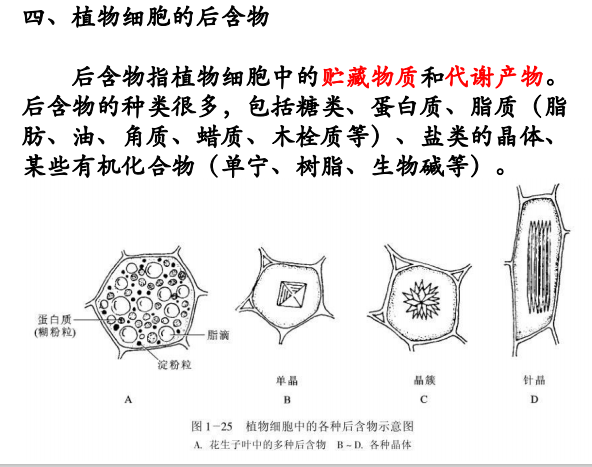 四、植物细胞的后含物
后含物指植物细胞中的贮藏物质和代谢产物。
后含物的种类很多，包括糖类、蛋白质、脂质（脂
肪、油、角质、蜡质、木栓质等）、盐类的晶体、
某些有机化合物（单宁、树脂、生物碱等）。
蛋白质
(糊粉粒)
脂滴
淀粉粒
单晶
晶簇
针晶
A
B
C
D
图1-25 植物细胞中的各种后含物示意图
A. 花生子叶中的多种后含物 B~D. 各种晶体